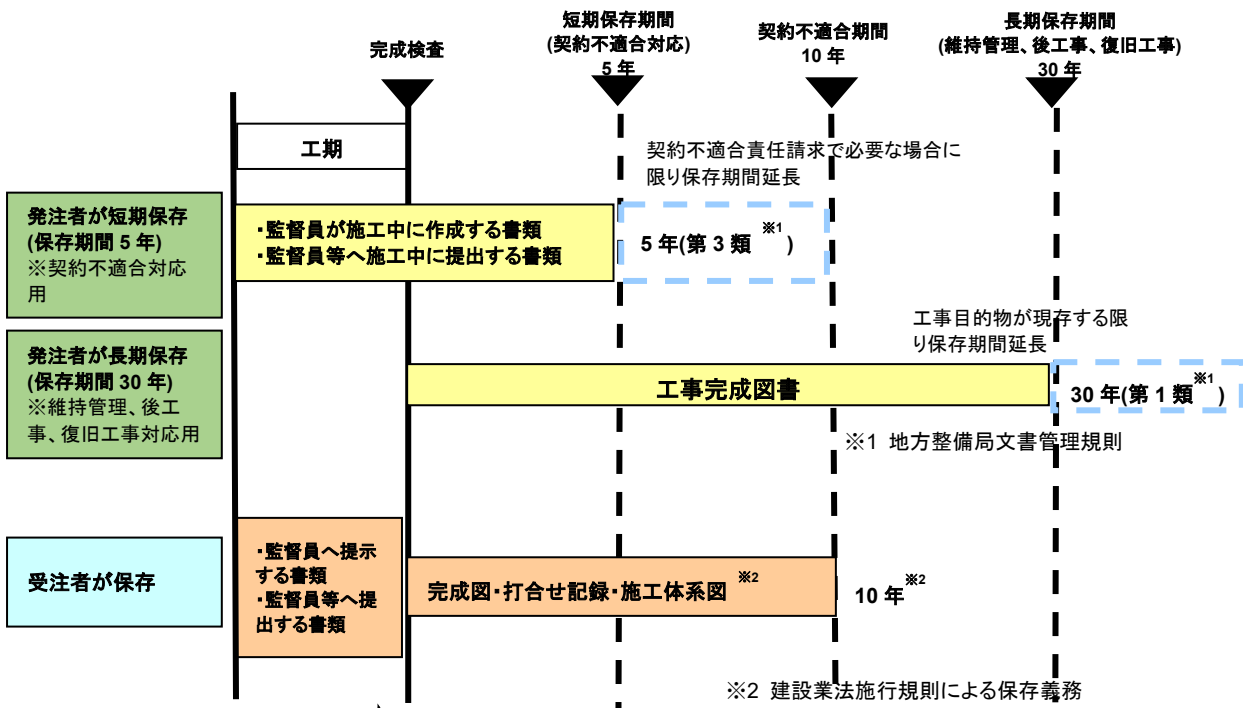 完成検査
短期保存期間
(契約不適合対応)
5 年
契約不適合期間
10 年
長期保存期間
(維持管理、後工事、復旧工事)
30 年
工期
契約不適合責任請求で必要な場合に
限り保存期間延長
発注者が短期保存
(保存期間 5 年)
※契約不適合対応
用
・監督員が施工中に作成する書類
・監督員等へ施工中に提出する書類
5 年(第 3 類 ※1)
工事目的物が現存する限
り保存期間延長
発注者が長期保存
(保存期間 30 年)
※維持管理、後工
事、復旧工事対応用
工事完成図書
30 年(第 1 類※1)
※1 地方整備局文書管理規則
受注者が保存
・監督員へ提示
する書類
・監督員等へ提
出する書類
完成図・打合せ記録・施工体系図 ※2
10 年※2
※2 建設業法施行規則による保存義務